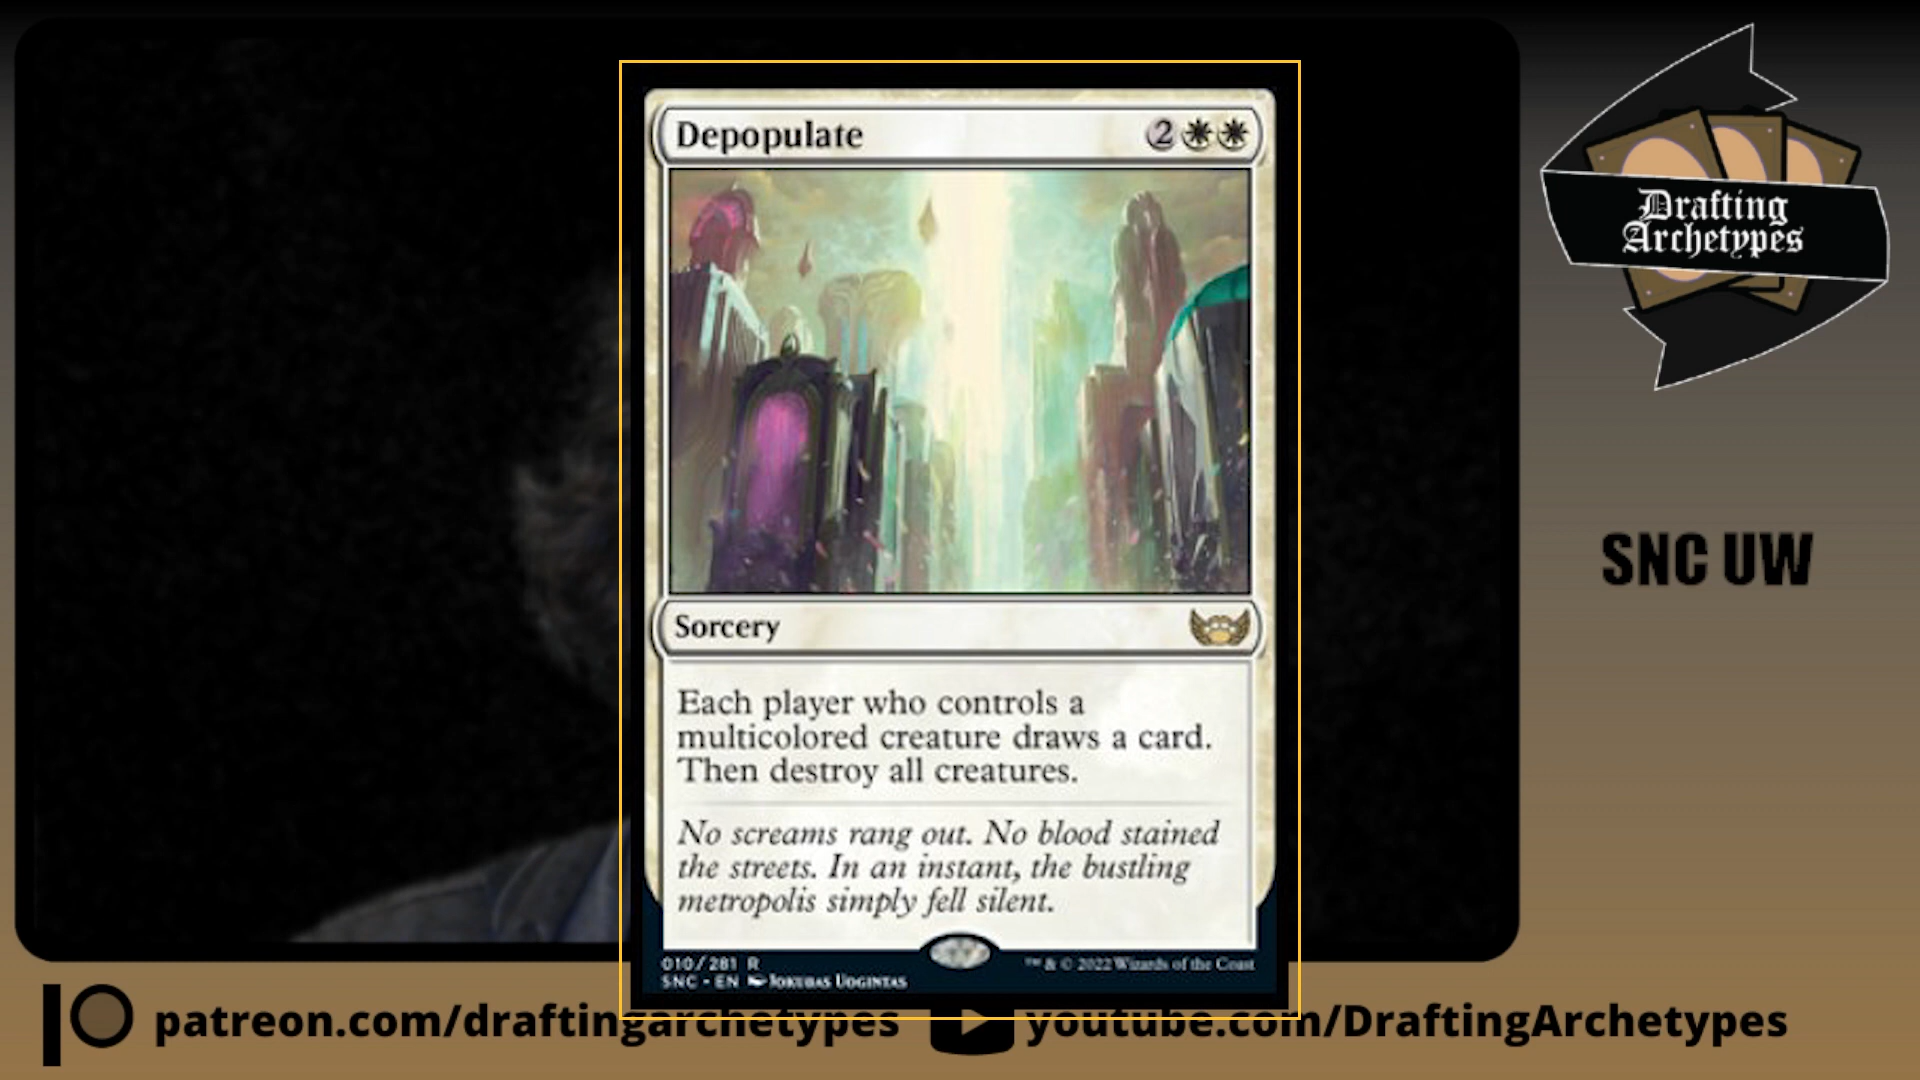 Depopulate
2
Drafting
Archetypes
SNC UW
Sorcery
Each player who controls a
multicolored creature draws a card.
Then destroy all creatures.
No screams rang out. No blood stained
the streets. In an instant, the bustling
metropolis simply fell silent.
010/281 R
™ & © 2022 Wizards of the Coast
SNC • EN Jokubas Uogintas
patreon.com/draftingarchetypes
youtube.com/DraftingArchetypes